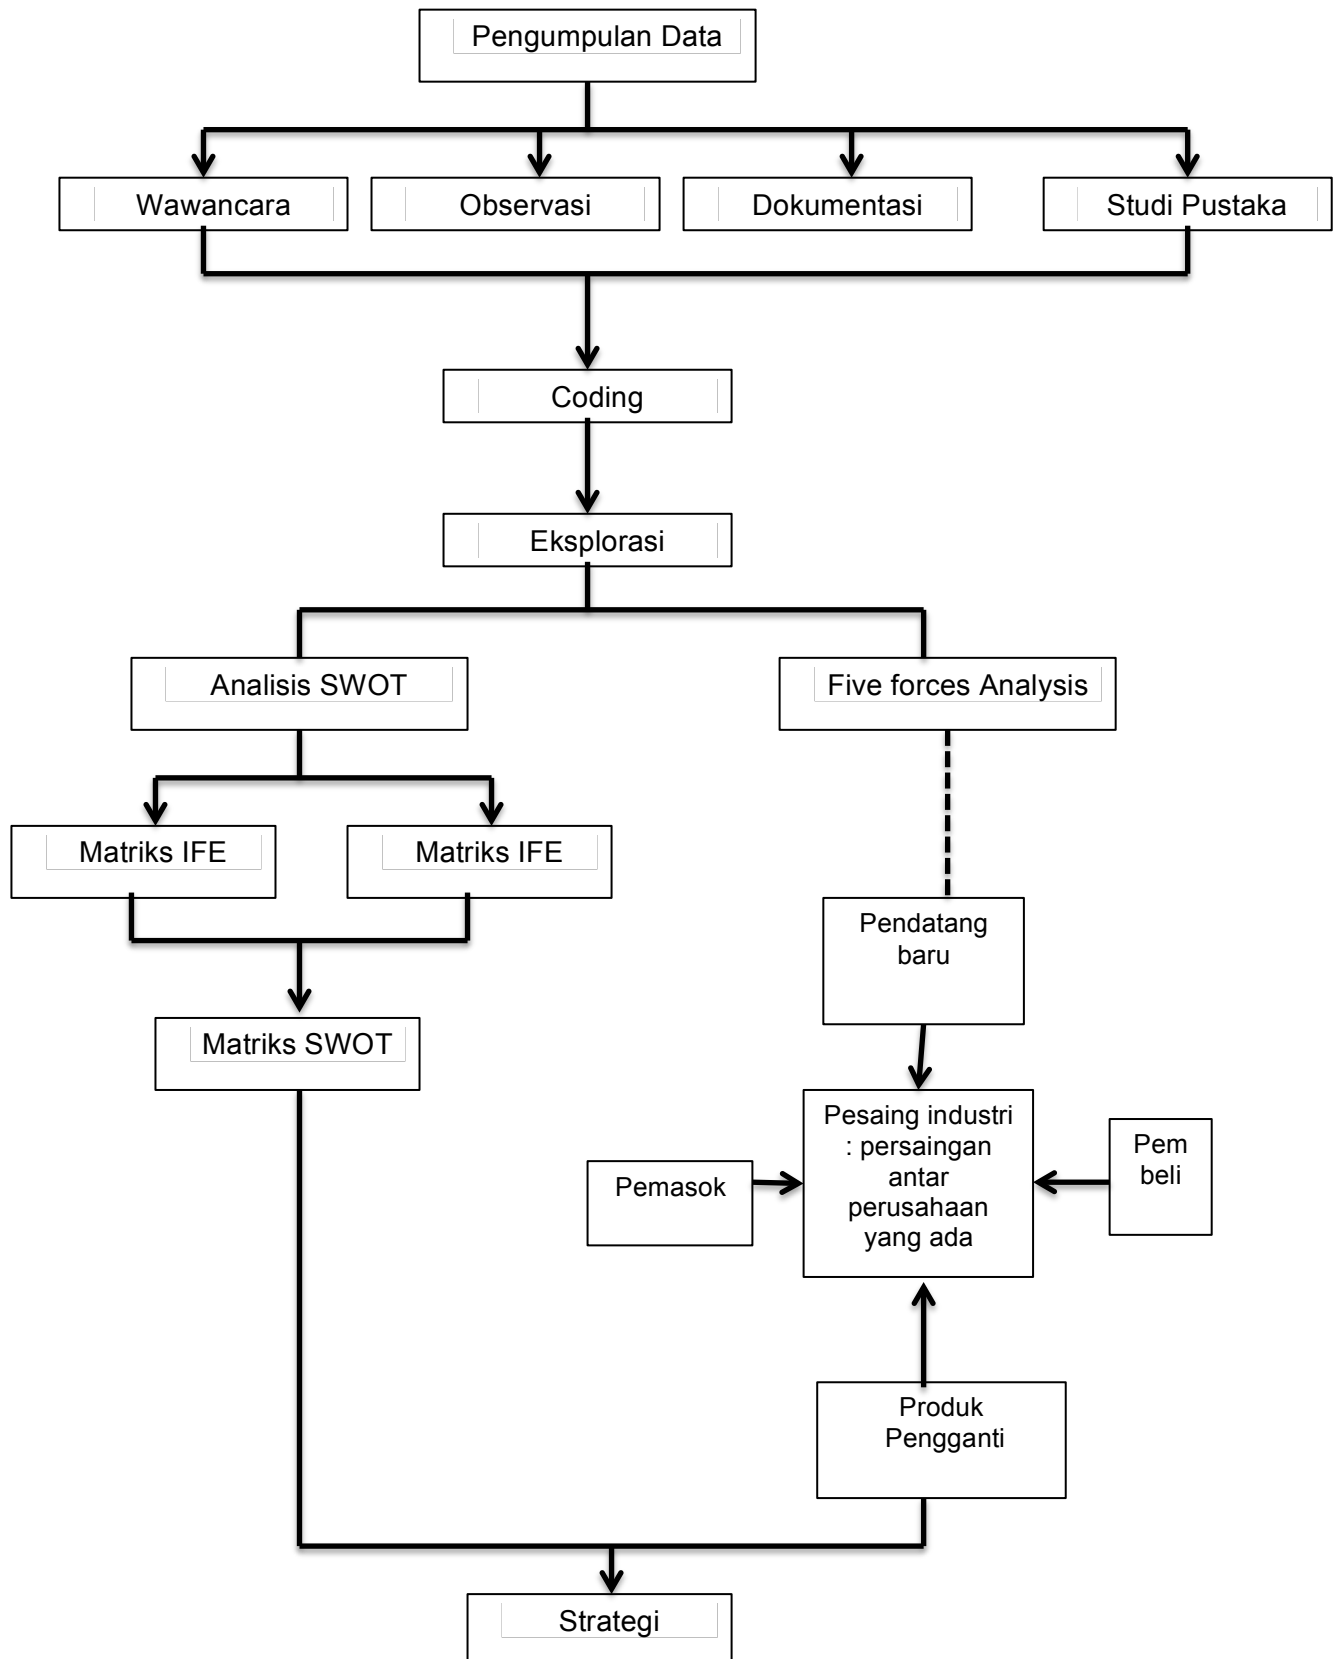 Pengumpulan Data
Wawancara
Observasi
Dokumentasi
Studi Pustaka
Coding
Eksplorasi
Analisis SWOT
Five forces Analysis
Matriks IFE
Matriks IFE
Pendatang
baru
Matriks SWOT
Pesaing industri
: persaingan
antar
perusahaan
yang ada
Pemasok
Pem
beli
Produk
Pengganti
Strategi